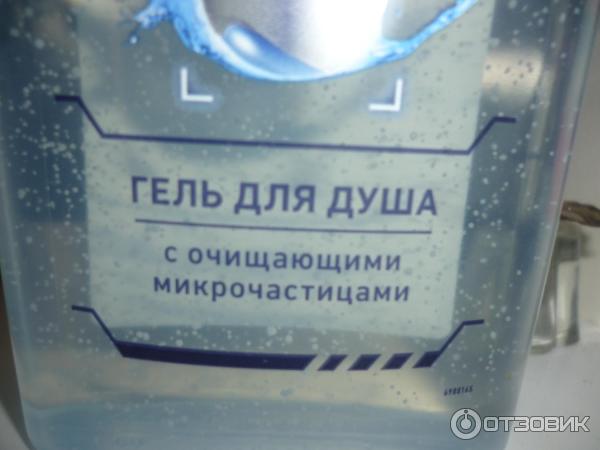 ГЕЛЬ ДЛЯ ДУША
с очищающими
микрочастицами
ОТЗОВИК